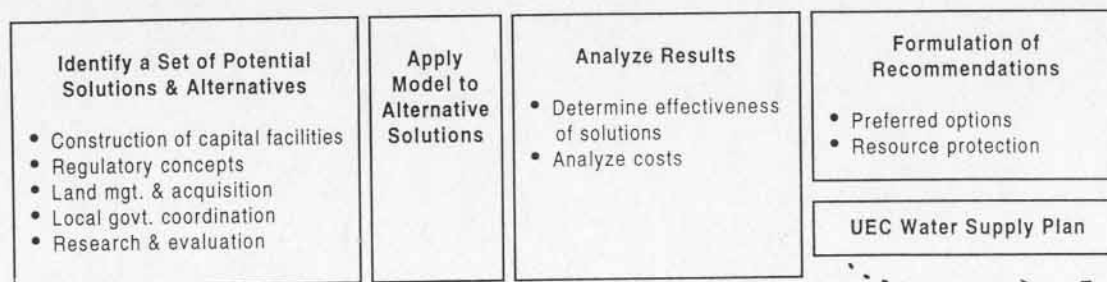 Identify a Set of Potential
Solutions & Alternatives
• Construction of capital facilities
• Regulatory concepts
• Land mgt. & acquisition
• Local govt. coordination
• Research & evaluation
Apply
Model to
Alternative
Solutions
Analyze Results
• Determine effectiveness
of solutions
• Analyze costs
Formulation of
Recommendations
• Preferred options
• Resource protection
UEC Water Supply Plan